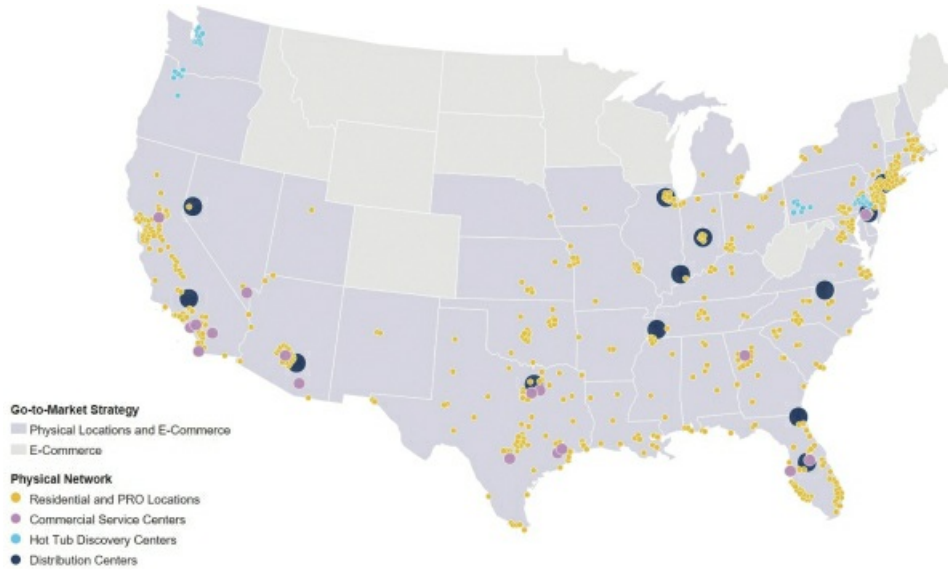 Go-to-Market Strategy
Physical Locations and E-Commerce
E-Commerce
Physical Network
Residential and PRO Locations
Commercial Service Centers
Hot Tub Discovery Centers
Distribution Centers